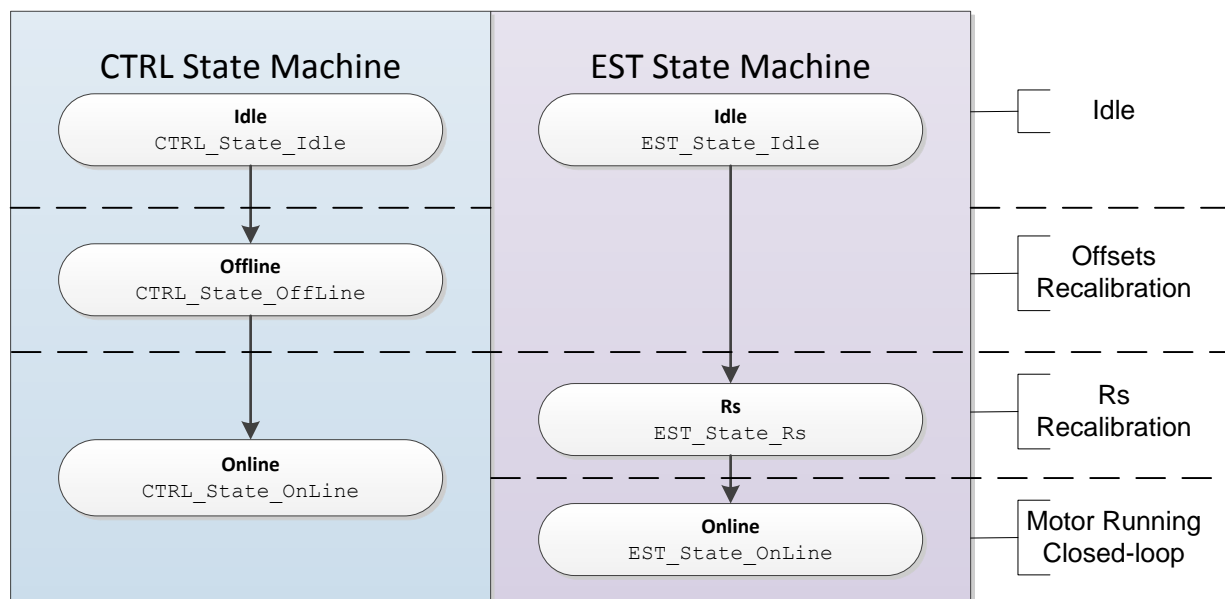 CTRL State Machine
EST State Machine
Idle
CTRL_State_Idle
Idle
EST_State_Idle
Idle
Offline
CTRL_State_OffLine
Offsets
Recalibration
Rs
EST_State_Rs
Rs
Recalibration
Online
CTRL_State_OnLine
Online
EST_State_OnLine
Motor Running
Closed-loop